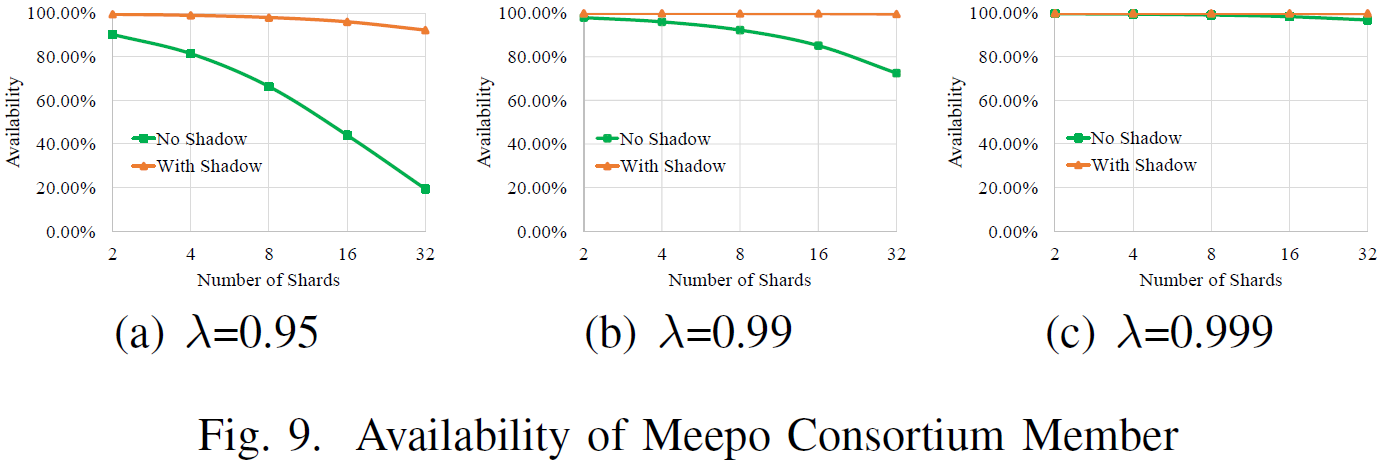 100.00%
80.00%
60.00%
40.00%
20.00%
0.00%
Availability
No Shadow
With Shadow
2 4 8 16 32
Number of Shards
(a) λ=0.95
100.00%
80.00%
60.00%
40.00%
20.00%
0.00%
Availability
No Shadow
With Shadow
2 4 8 16 32
Number of Shards
(b) λ=0.99
100.00%
80.00%
60.00%
40.00%
20.00%
0.00%
Availability
No Shadow
With Shadow
2 4 8 16 32
Number of Shards
(c) λ=0.999
Fig. 9. Availability of Meepo Consortium Member